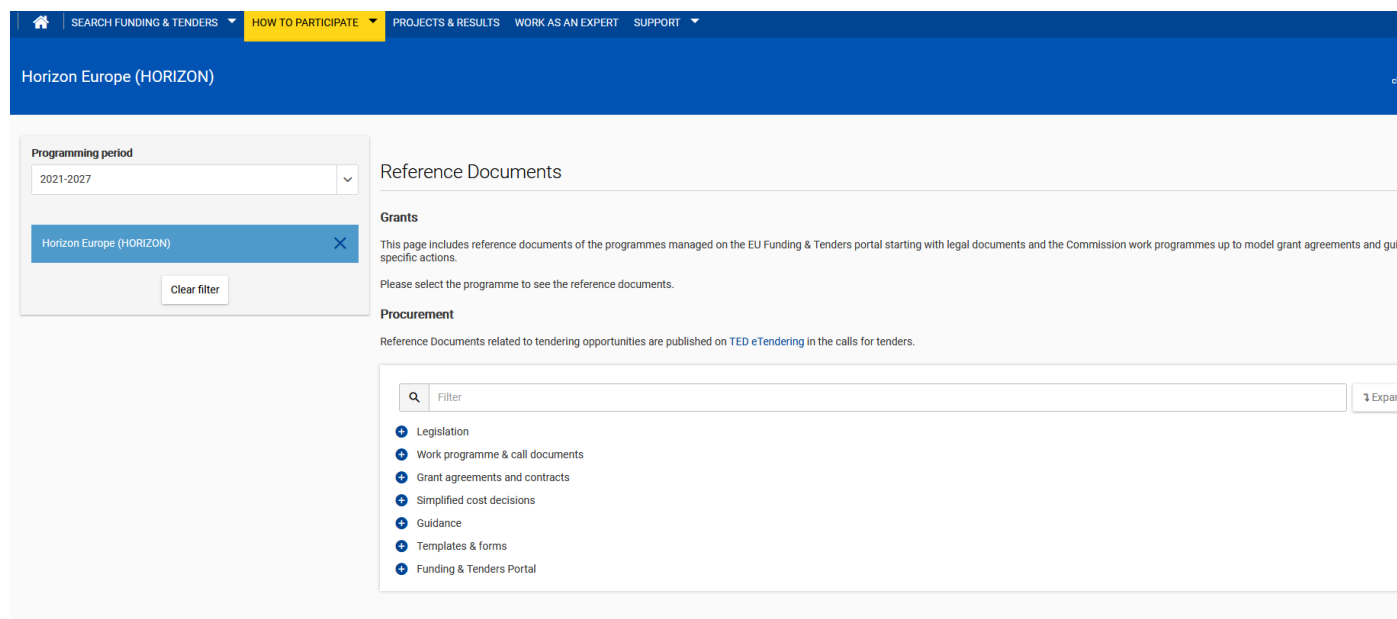 SEARCH FUNDING & TENDERS HOW TO PARTICIPATE PROJECTS & RESULTS WORK AS AN EXPERT SUPPORT
Horizon Europe (HORIZON)
Programming period
2021-2027
Horizon Europe (HORIZON)
Clear filter
Reference Documents
Grants
This page includes reference documents of the programmes managed on the EU Funding & Tenders portal starting with legal documents and the Commission work programmes up to model grant agreements and
specific actions.
Please select the programme to see the reference documents.
Procurement
Reference Documents related to tendering opportunities are published on TED eTendering in the calls for tenders.
Filter
Legislation
Work programme & call documents
Grant agreements and contracts
Simplified cost decisions
Guidance
Templates & forms
Funding & Tenders Portal